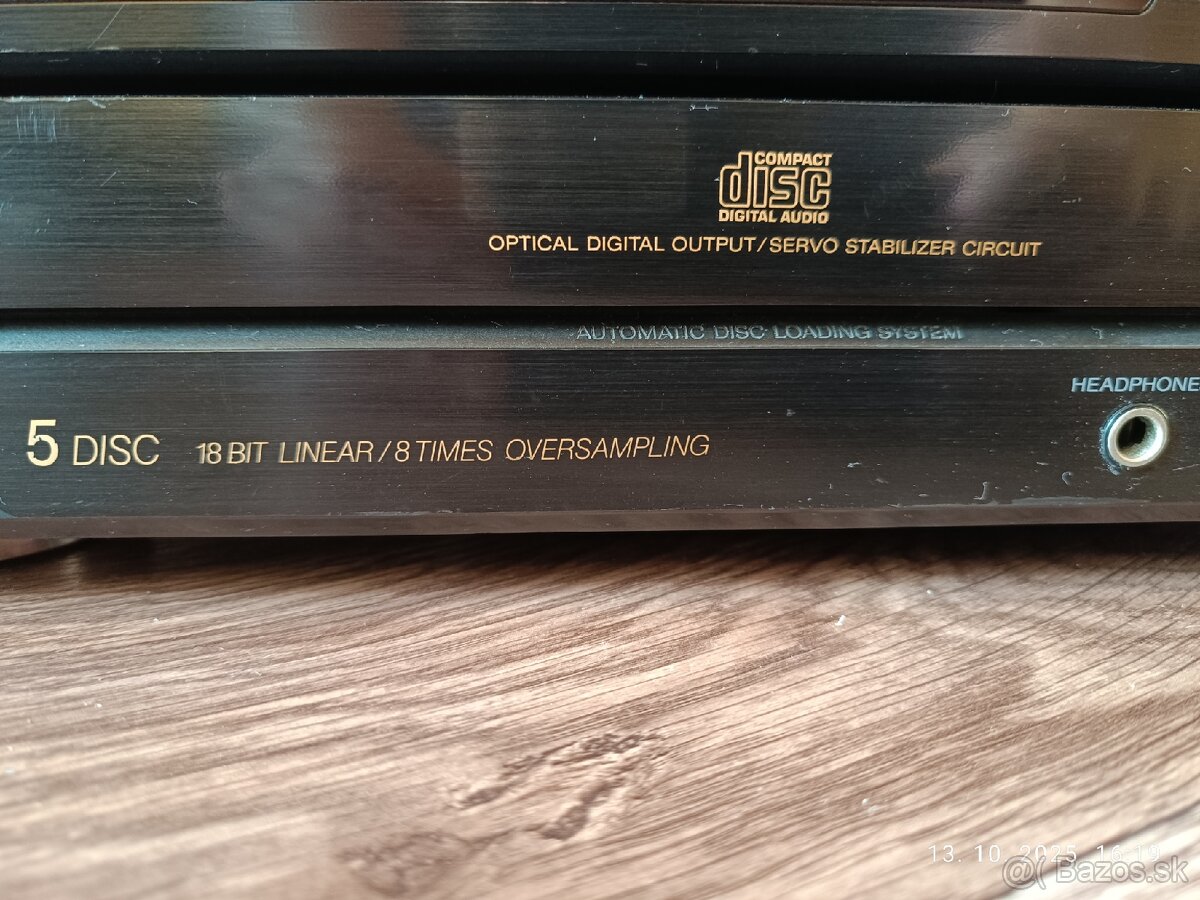 COMPACT
disc
DIGITAL AUDIO
OPTICAL DIGITAL OUTPUT/SERVO STABILIZER CIRCUIT
AUTOMATIC DISC LOADING SYSTEM
HEADPHONE
5 DISC 18 BIT LINEAR/8 TIMES OVERSAMPLING
13. 10. 2025 16:19
@( Bazos.sk